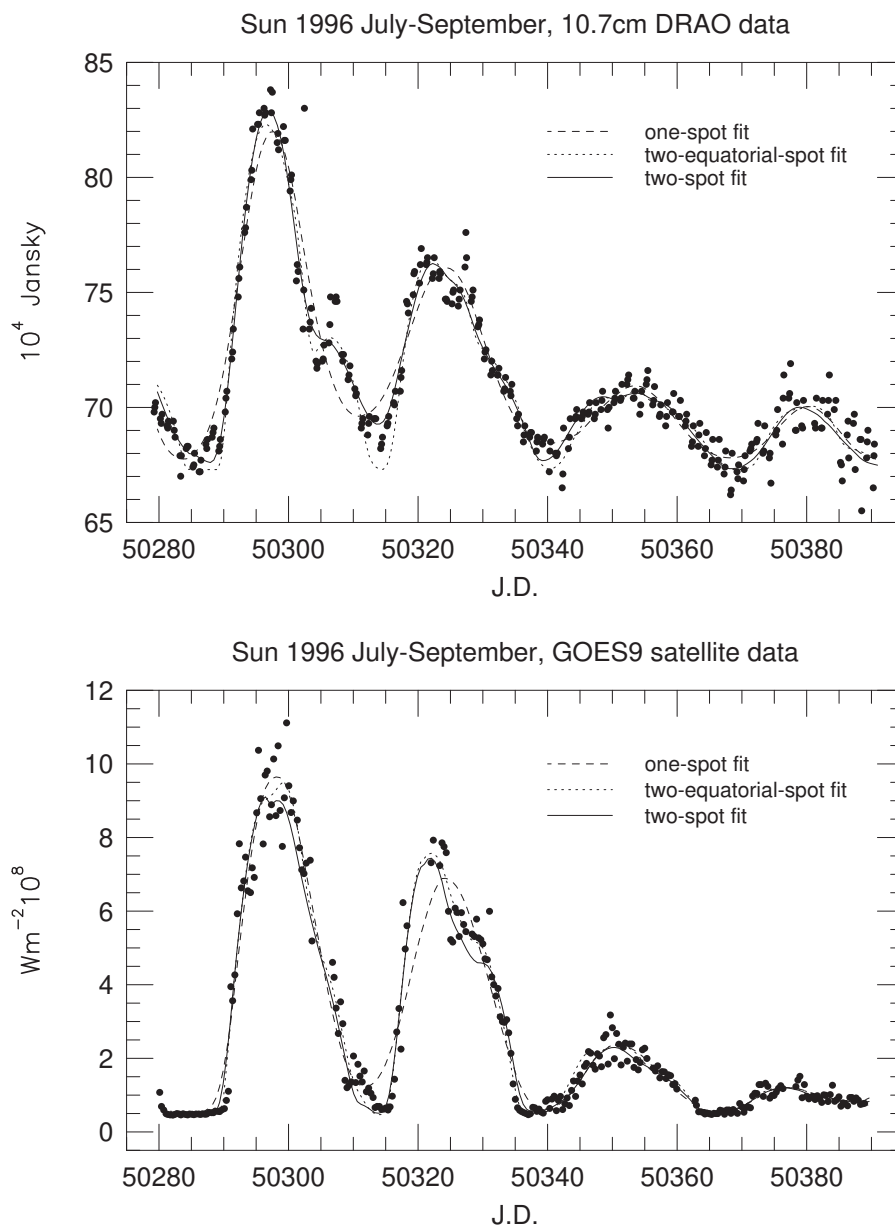 Sun 1996 July-September, 10.7cm DRAO data
85
80
75
70
65
10⁴ Jansky
one-spot fit
two-equatorial-spot fit
two-spot fit
50280 50300 50320 50340 50360 50380
J.D.
Sun 1996 July-September, GOES9 satellite data
12
10
8
6
4
2
0
Wm⁻²10⁸
one-spot fit
two-equatorial-spot fit
two-spot fit
50280 50300 50320 50340 50360 50380
J.D.